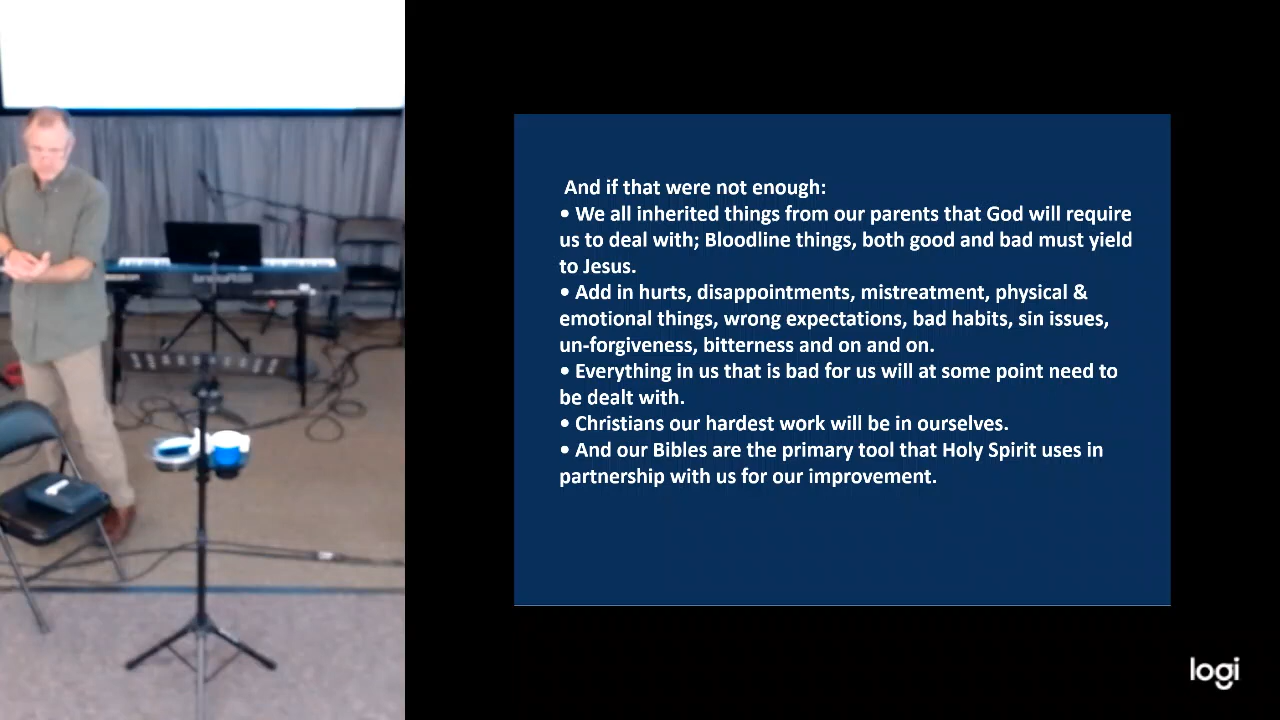 And if that were not enough:
• We all inherited things from our parents that God will require
us to deal with; Bloodline things, both good and bad must yield
to Jesus.
• Add in hurts, disappointments, mistreatment, physical &
emotional things, wrong expectations, bad habits, sin issues,
un-forgiveness, bitterness and on and on.
• Everything in us that is bad for us will at some point need to
be dealt with.
• Christians our hardest work will be in ourselves.
• And our Bibles are the primary tool that Holy Spirit uses in
partnership with us for our improvement.
logi